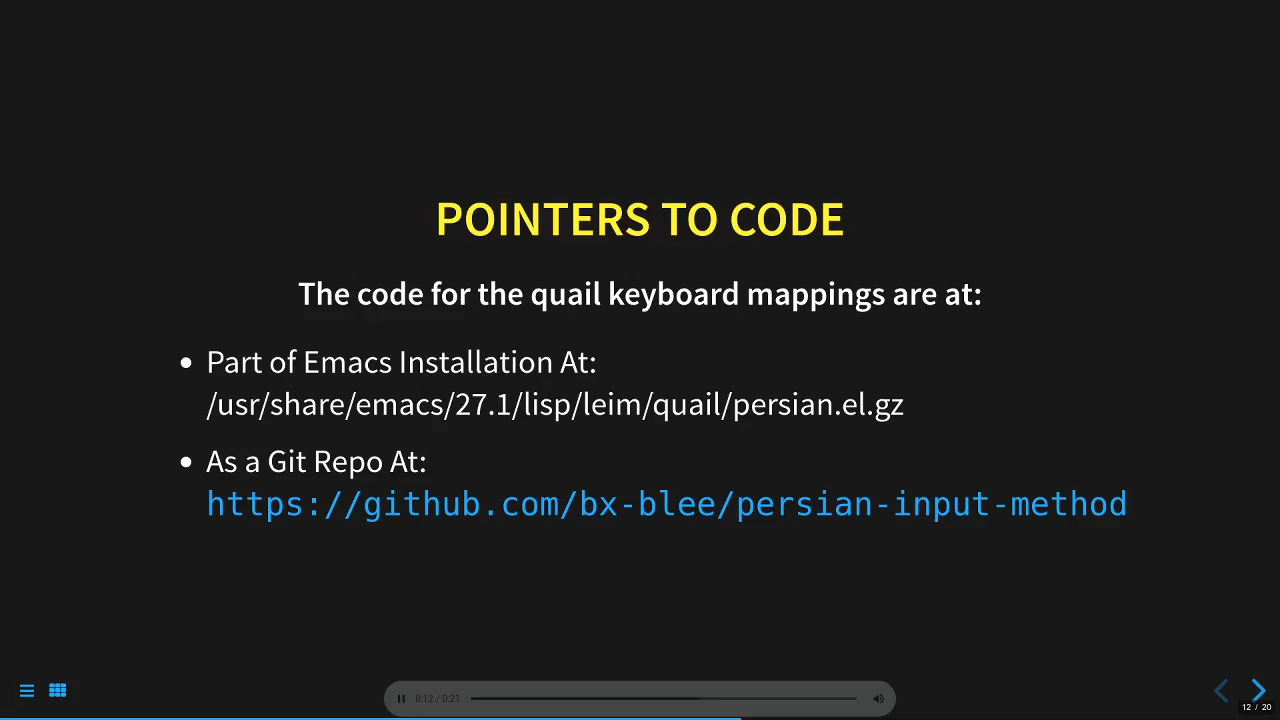 POINTERS TO CODE
The code for the quail keyboard mappings are at:
Part of Emacs Installation At:
/usr/share/emacs/27.1/lisp/leim/quail/persian.el.gz
As a Git Repo At:
https://github.com/bx-blee/persian-input-method
0:12 / 0:21
12 / 20